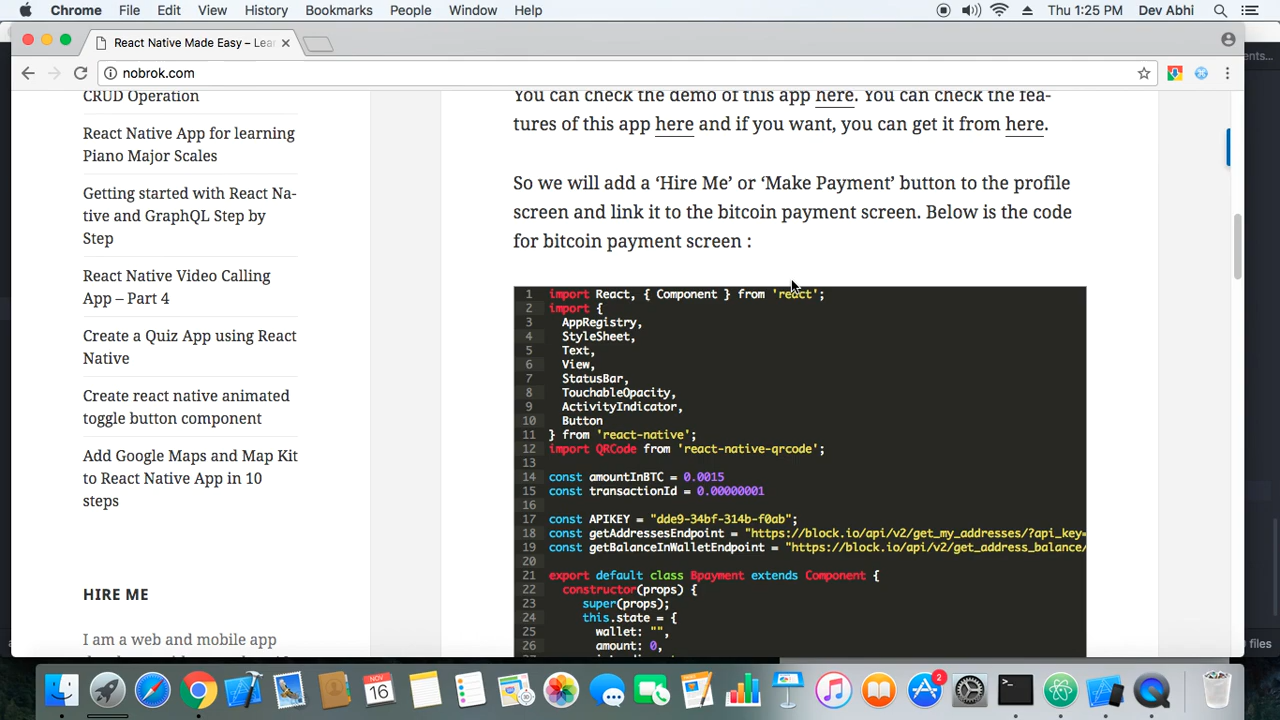 Chrome File Edit View History Bookmarks People Window Help Thu 1:25 PM Dev Abhi
React Native Made Easy – Lea
nobrok.com
CRUD Operation
React Native App for learning
Piano Major Scales
Getting started with React Na-
tive and GraphQL Step by
Step
React Native Video Calling
App – Part 4
Create a Quiz App using React
Native
Create react native animated
toggle button component
Add Google Maps and Map Kit
to React Native App in 10
steps
HIRE ME
I am a web and mobile app
You can check the demo of this app here. You can check the fea-
tures of this app here and if you want, you can get it from here.
So we will add a ‘Hire Me’ or ‘Make Payment’ button to the profile
screen and link it to the bitcoin payment screen. Below is the code
for bitcoin payment screen :
1 import React, { Component } from 'react';
2 import {
3 AppRegistry,
4 StyleSheet,
5 Text,
6 View,
7 StatusBar,
8 TouchableOpacity,
9 ActivityIndicator,
10 Button
11 } from 'react-native';
12 import QRCode from 'react-native-qrcode';
13
14 const amountInBTC = 0.0015
15 const transactionId = 0.00000001
16
17 const APIKEY = "dde9-34bf-314b-f0ab";
18 const getAddressesEndpoint = "https://block.io/api/v2/get_my_addresses/?api_key=
19 const getBalanceInWalletEndpoint = "https://block.io/api/v2/get_address_balance/
20
21 export default class Bpayment extends Component {
22 constructor(props) {
23 super(props);
24 this.state = {
25 wallet: "",
26 amount: 0,
ents...
files
NOV
16
2